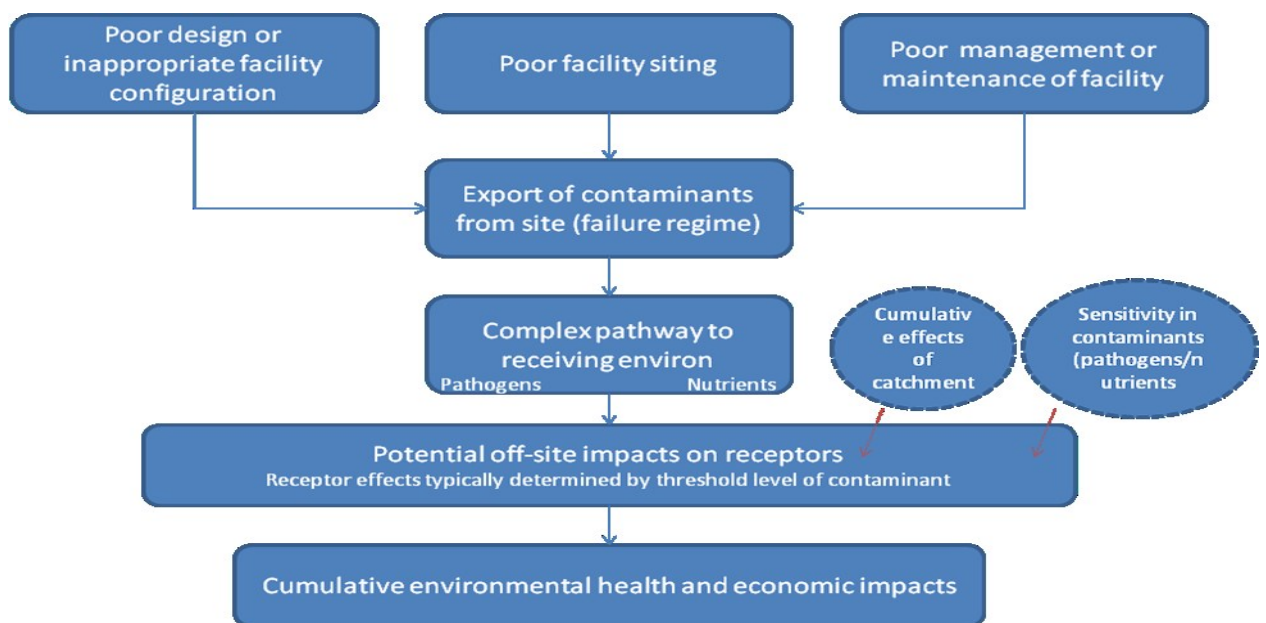 Poor design or
inappropriate facility
configuration
Poor facility siting
Poor management or
maintenance of facility
Export of contaminants
from site (failure regime)
Complex pathway to
receiving environ
Pathogens Nutrients
Cumulativ
e effects
of
catchment
Sensitivity in
contaminants
(pathogens/n
utrients
Potential off-site impacts on receptors
Receptor effects typically determined by threshold level of contaminant
Cumulative environmental health and economic impacts